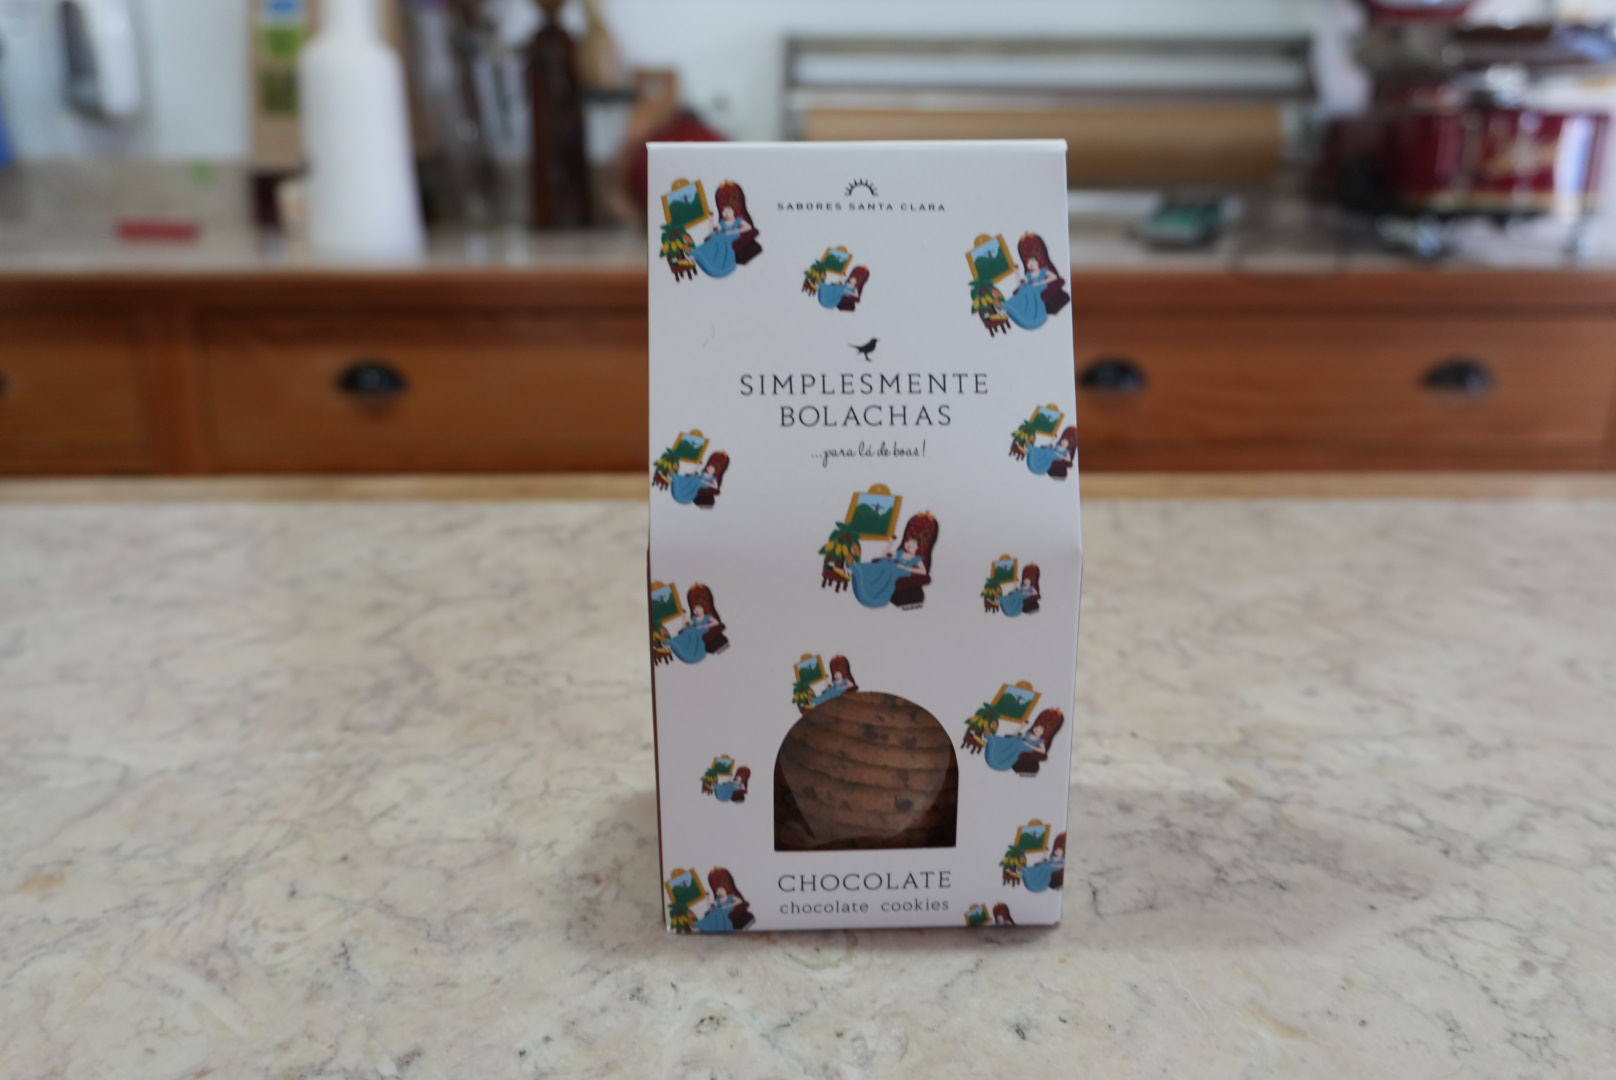 SABORES SANTA CLARA
SIMPLESMENTE
BOLACHAS
...para lá de boas!
CHOCOLATE
chocolate cookies